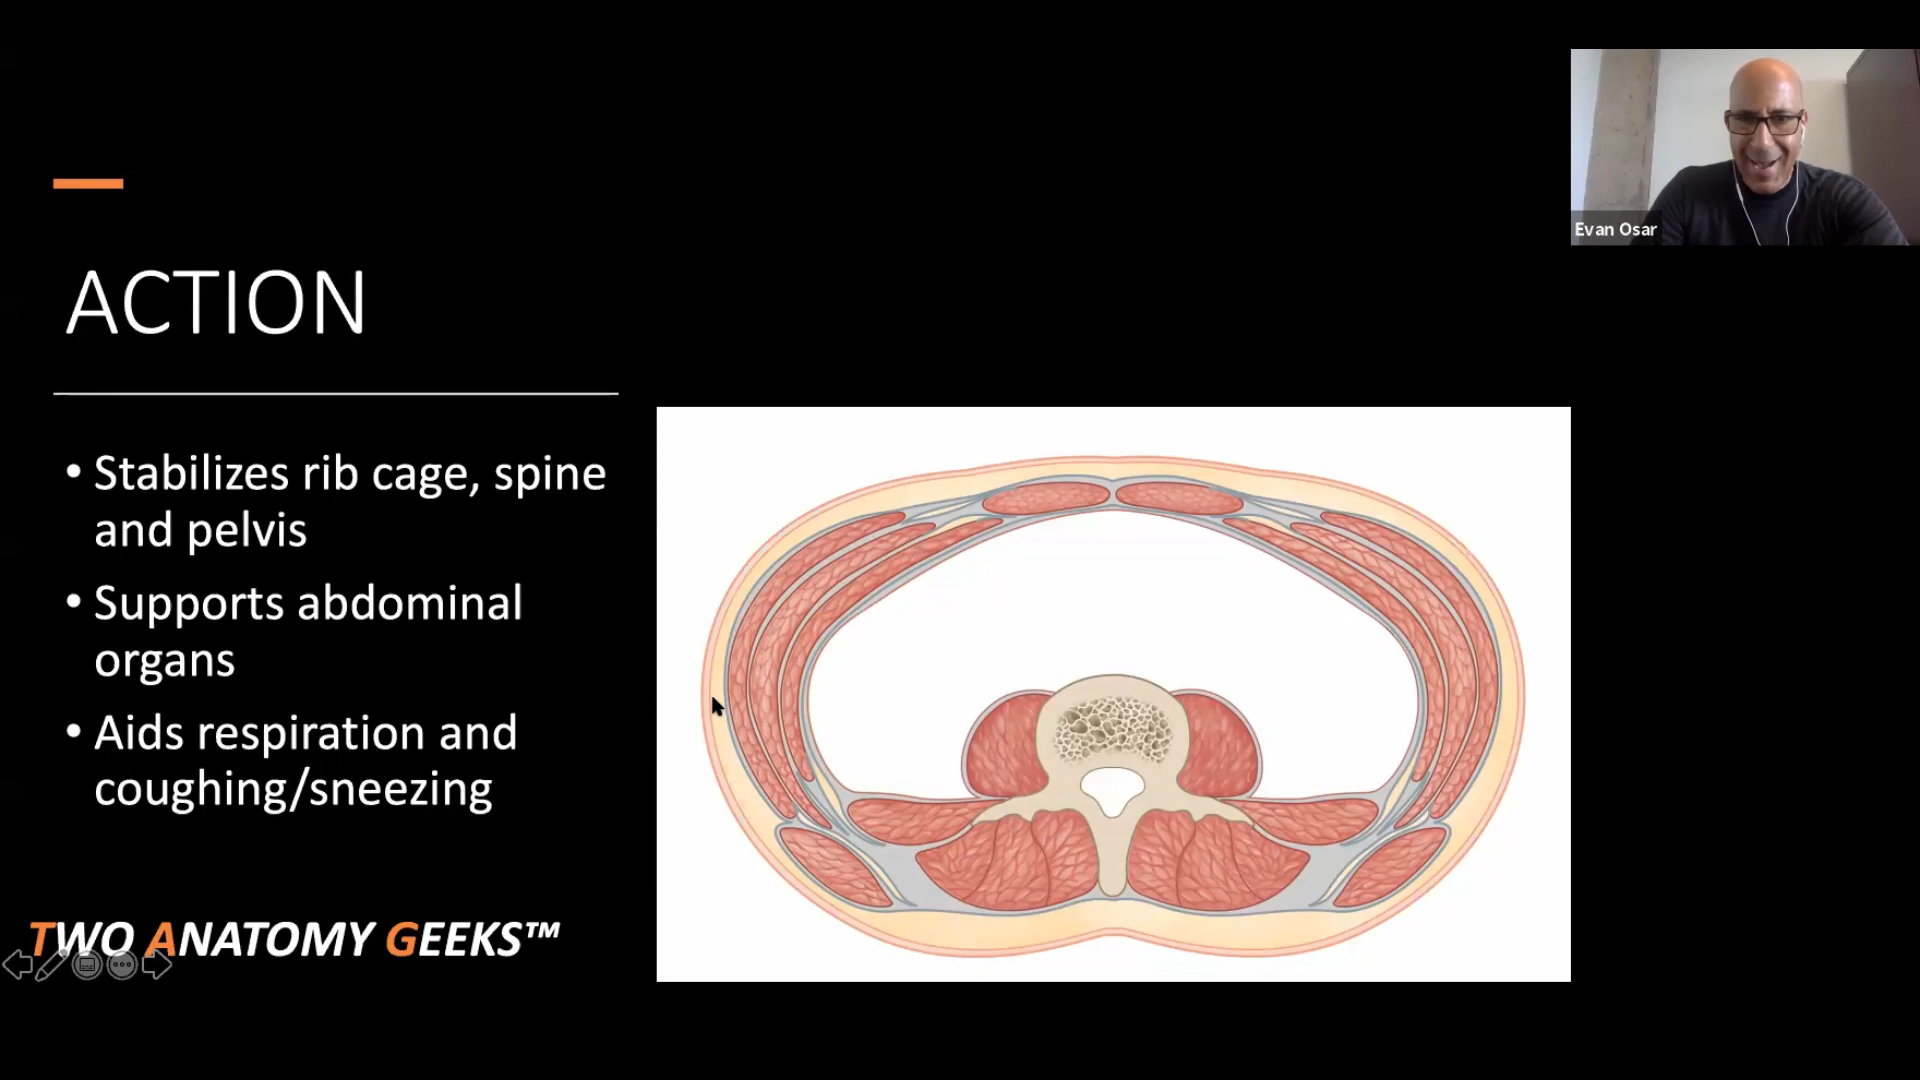 Evan Osar
ACTION
• Stabilizes rib cage, spine
and pelvis
• Supports abdominal
organs
• Aids respiration and
coughing/sneezing
TWO ANATOMY GEEKS™